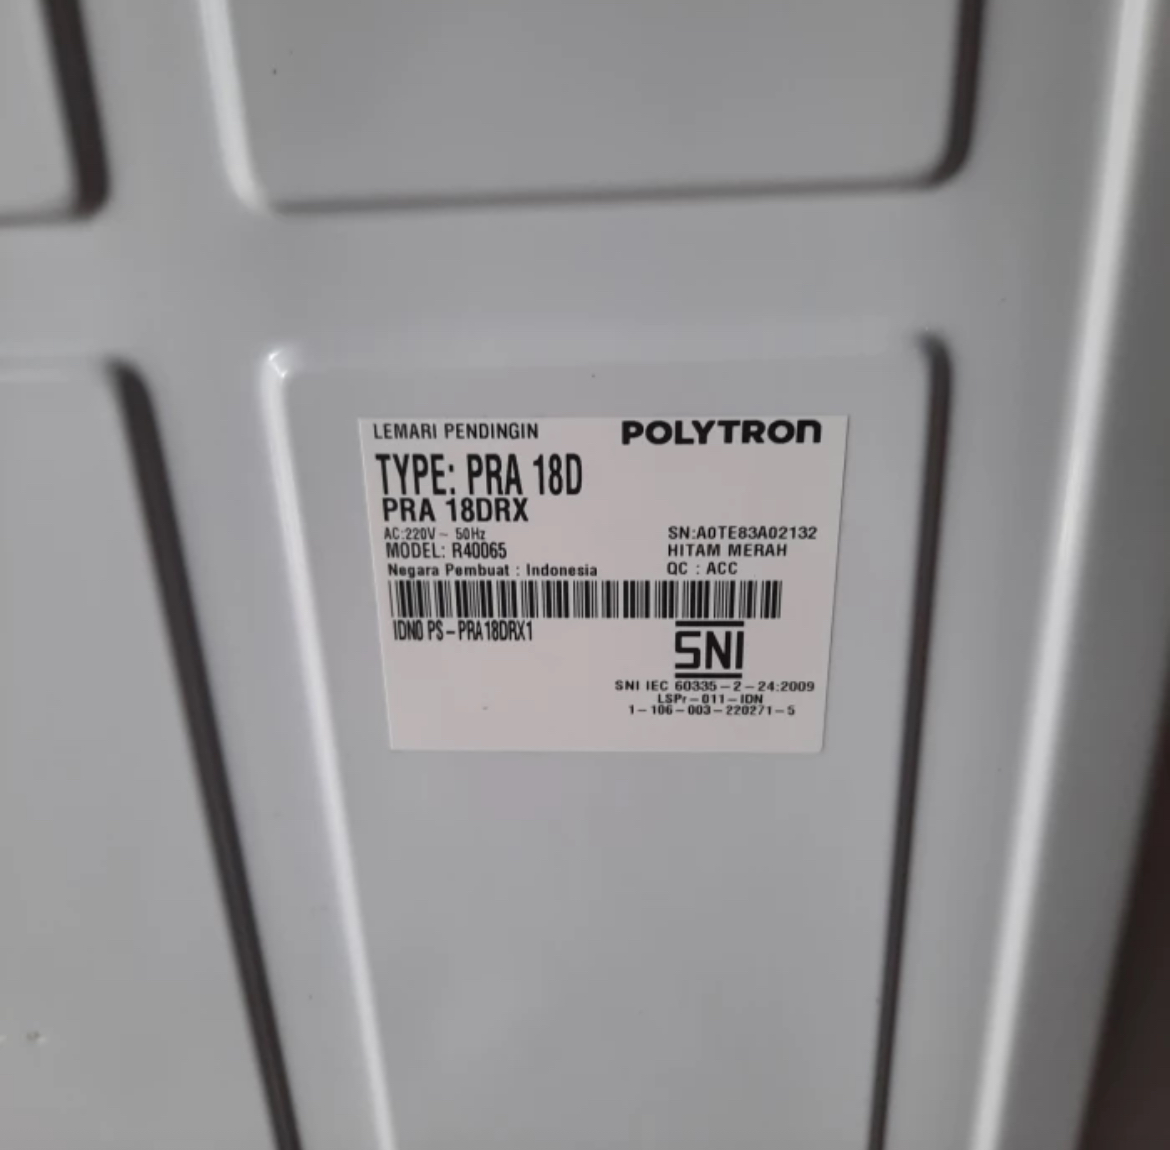 LEMARI PENDINGIN
POLYTRON
TYPE: PRA 18D
PRA 18DRX
AC:220V ~ 50Hz
SN:A0TE83A02132
MODEL: R40065
HITAM MERAH
Negara Pembuat : Indonesia
QC : ACC
IDNO PS-PRA18DRX1
SNI
SNI IEC 60335-2-24:2009
LSPr-011-IDN
1-106-003-220271-5